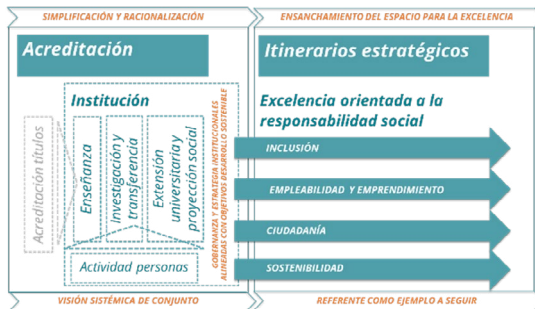 SIMPLIFICACIÓN Y RACIONALIZACIÓN
ENSANCHAMIENTO DEL ESPACIO PARA LA EXCELENCIA
Acreditación
Itinerarios estratégicos
Acreditación títulos
Institución
Enseñanza
Investigación y
transferencia
Extensión
universitaria y
proyección social
Actividad personas
GOBERNANZA Y ESTRATEGIA INSTITUCIONALES
ALINEADAS CON OBJETIVOS DESARROLLO SOSTENIBLE
Excelencia orientada a la
responsabilidad social
INCLUSIÓN
EMPLEABILIDAD Y EMPRENDIMIENTO
CIUDADANÍA
SOSTENIBILIDAD
VISIÓN SISTÉMICA DE CONJUNTO
REFERENTE COMO EJEMPLO A SEGUIR